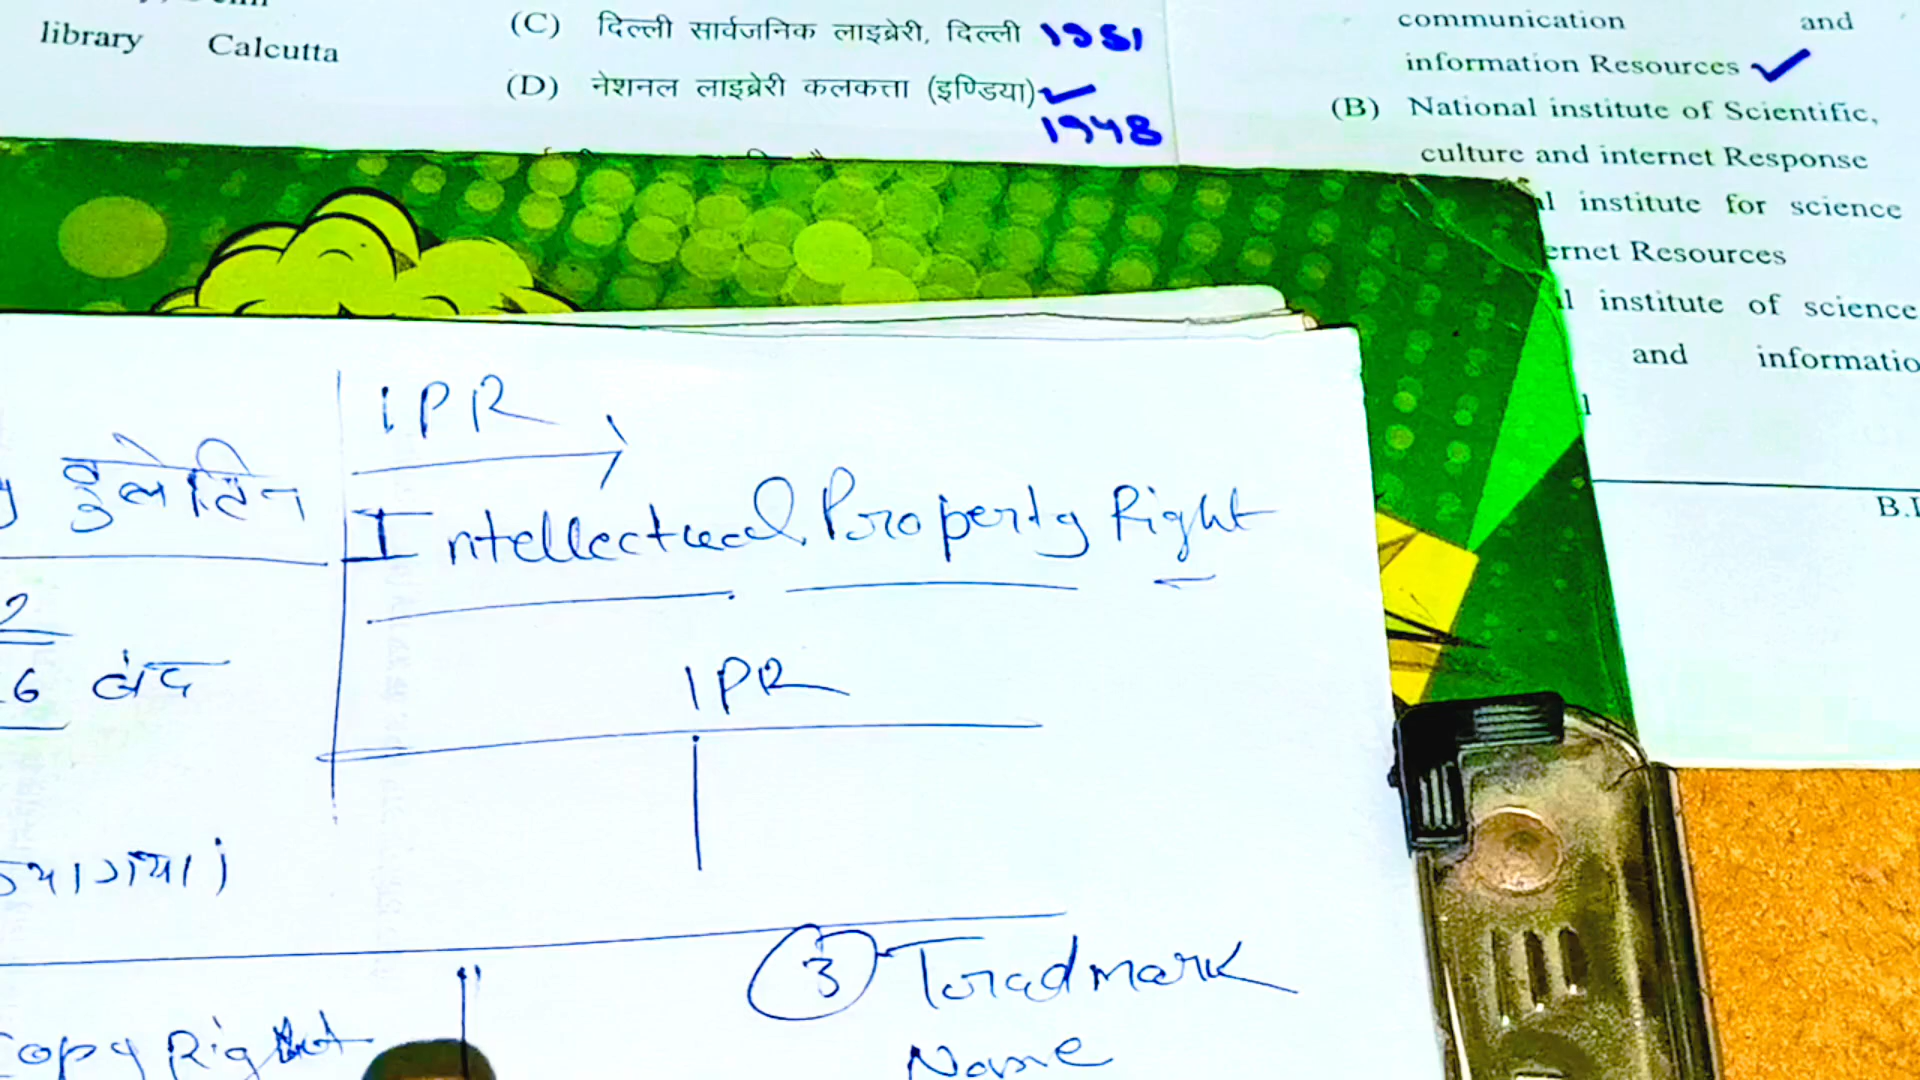 library Calcutta
(C) दिल्ली सार्वजनिक लाइब्रेरी, दिल्ली 1951
(D) नेशनल लाइब्रेरी कलकत्ता (इण्डिया)
1948
communication and
information Resources
(B) National institute of Scientific,
culture and internet Response
institute for science
ernet Resources
institute of science
and informatio
IPR
Intellectual Property Right
IPR
बुलेटिन
2
6 बंद
③ Toradmark
Name
Copy Right